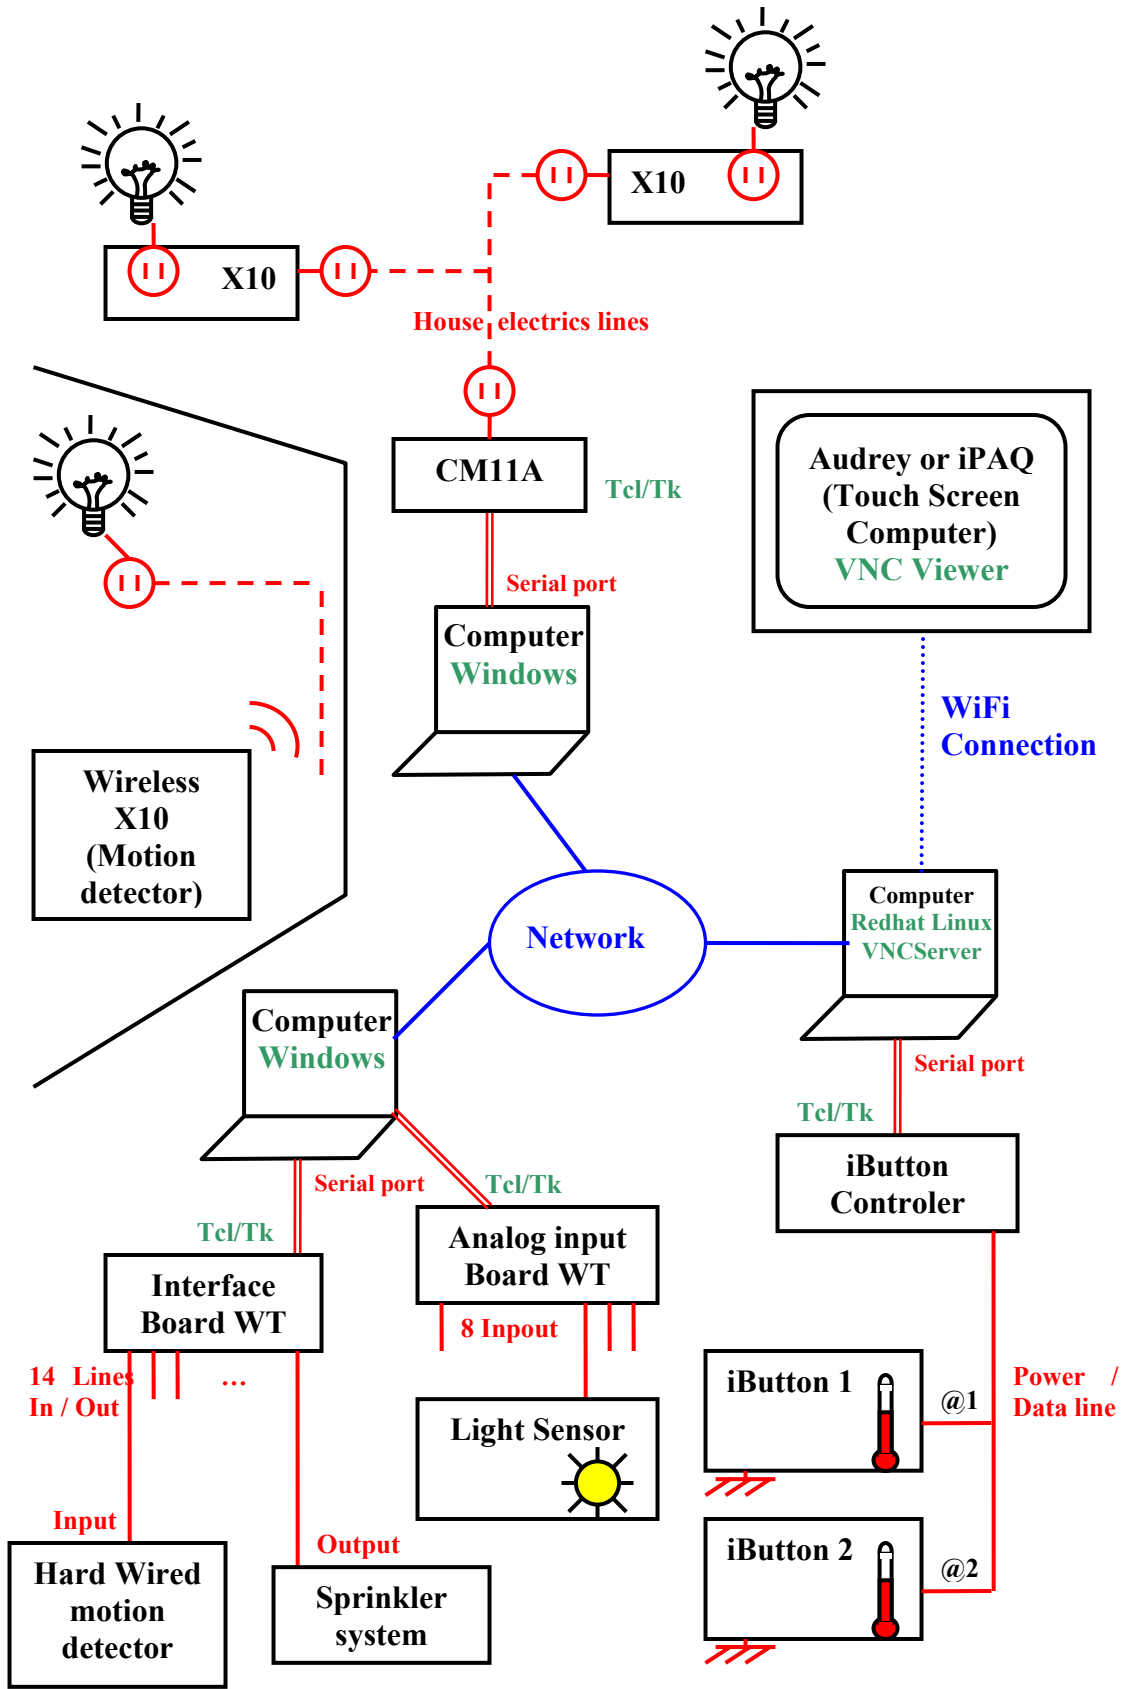 X10
X10
House electrics lines
CM11A
Tcl/Tk
Audrey or iPAQ
(Touch Screen
Computer)
VNC Viewer
Serial port
Computer
Windows
WiFi
Connection
Wireless
X10
(Motion
detector)
Computer
Redhat Linux
VNCServer
Network
Computer
Windows
Serial port
Tcl/Tk
iButton
Controler
Serial port
Tcl/Tk
Tcl/Tk
Analog input
Board WT
Interface
Board WT
8 Inpout
14 Lines
In / Out
...
iButton 1
@1
Power /
Data line
Light Sensor
Input
Output
iButton 2
@2
Hard Wired
motion
detector
Sprinkler
system